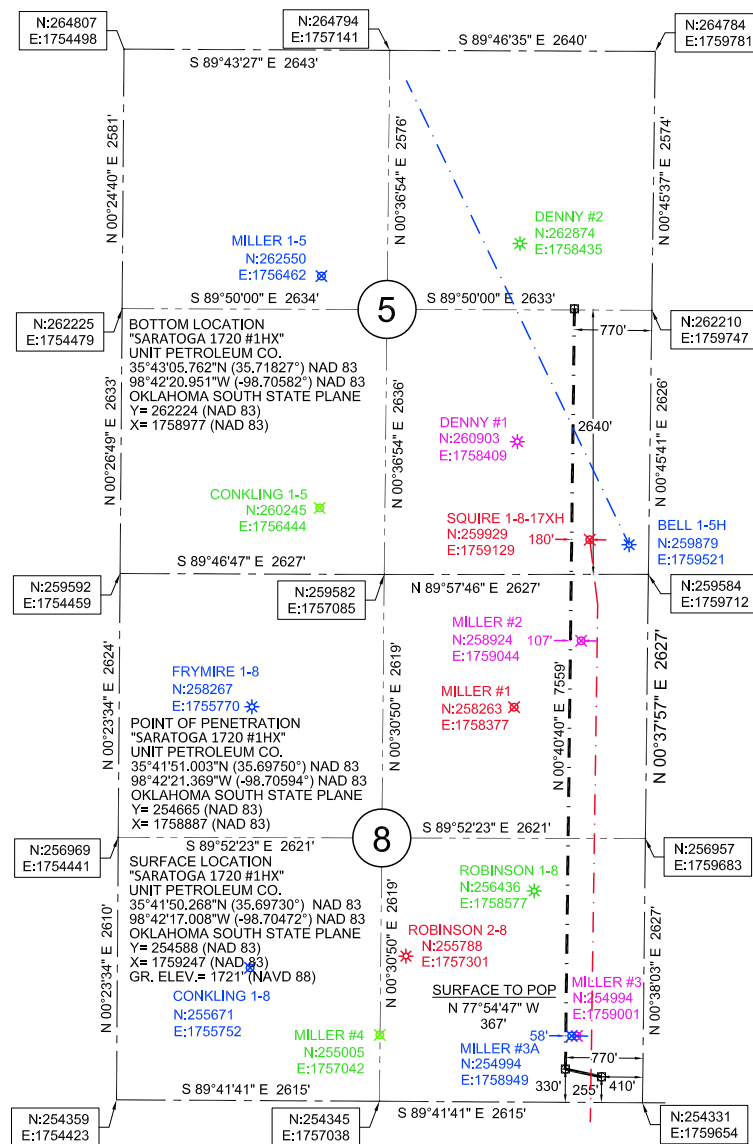 N:264807
E:1754498
N:264794
E:1757141
N:264784
E:1759781
S 89°43'27" E 2643'
S 89°46'35" E 2640'
N 00°24'40" E 2581'
N 00°36'54" E 2576'
N 00°45'37" E 2574'
DENNY #2
N:262874
E:1758435
MILLER 1-5
N:262550
E:1756462
S 89°50'00" E 2634'
5
S 89°50'00" E 2633'
N:262225
E:1754479
N:262210
E:1759747
770'
BOTTOM LOCATION
"SARATOGA 1720 #1HX"
UNIT PETROLEUM CO.
35°43'05.762"N (35.71827°) NAD 83
98°42'20.951"W (-98.70582°) NAD 83
OKLAHOMA SOUTH STATE PLANE
Y= 262224 (NAD 83)
X= 1758977 (NAD 83)
N 00°26'49" E 2633'
N 00°36'54" E 2636'
2640'
N 00°45'41" E 2626'
DENNY #1
N:260903
E:1758409
CONKLING 1-5
N:260245
E:1756444
SQUIRE 1-8-17XH
N:259929
E:1759129
180'
BELL 1-5H
N:259879
E:1759521
S 89°46'47" E 2627'
N 89°57'46" E 2627'
N:259592
E:1754459
N:259582
E:1757085
N:259584
E:1759712
MILLER #2
N:258924
E:1759044
107'
N 00°23'34" E 2624'
N 00°30'50" E 2619'
N 00°40'40" E 7559'
N 00°37'57" E 2627'
FRYMIRE 1-8
N:258267
E:1755770
MILLER #1
N:258263
E:1758377
POINT OF PENETRATION
"SARATOGA 1720 #1HX"
UNIT PETROLEUM CO.
35°41'51.003"N (35.69750°) NAD 83
98°42'21.369"W (-98.70594°) NAD 83
OKLAHOMA SOUTH STATE PLANE
Y= 254665 (NAD 83)
X= 1758887 (NAD 83)
S 89°52'23" E 2621'
8
S 89°52'23" E 2621'
N:256969
E:1754441
N:256957
E:1759683
SURFACE LOCATION
"SARATOGA 1720 #1HX"
UNIT PETROLEUM CO.
35°41'50.268"N (35.69730°) NAD 83
98°42'17.008"W (-98.70472°) NAD 83
OKLAHOMA SOUTH STATE PLANE
Y= 254588 (NAD 83)
X= 1759247 (NAD 83)
GR. ELEV.= 1721' (NAVD 88)
N 00°23'34" E 2610'
N 00°30'50" E 2619'
N 00°38'03" E 2627'
ROBINSON 1-8
N:256436
E:1758577
ROBINSON 2-8
N:255788
E:1757301
CONKLING 1-8
N:255671
E:1755752
SURFACE TO POP
N 77°54'47" W
367'
MILLER #3
N:254994
E:1759001
MILLER #4
N:255005
E:1757042
58'
MILLER #3A
N:254994
E:1758949
770'
330'
255'
410'
S 89°41'41" E 2615'
S 89°41'41" E 2615'
N:254359
E:1754423
N:254345
E:1757038
N:254331
E:1759654